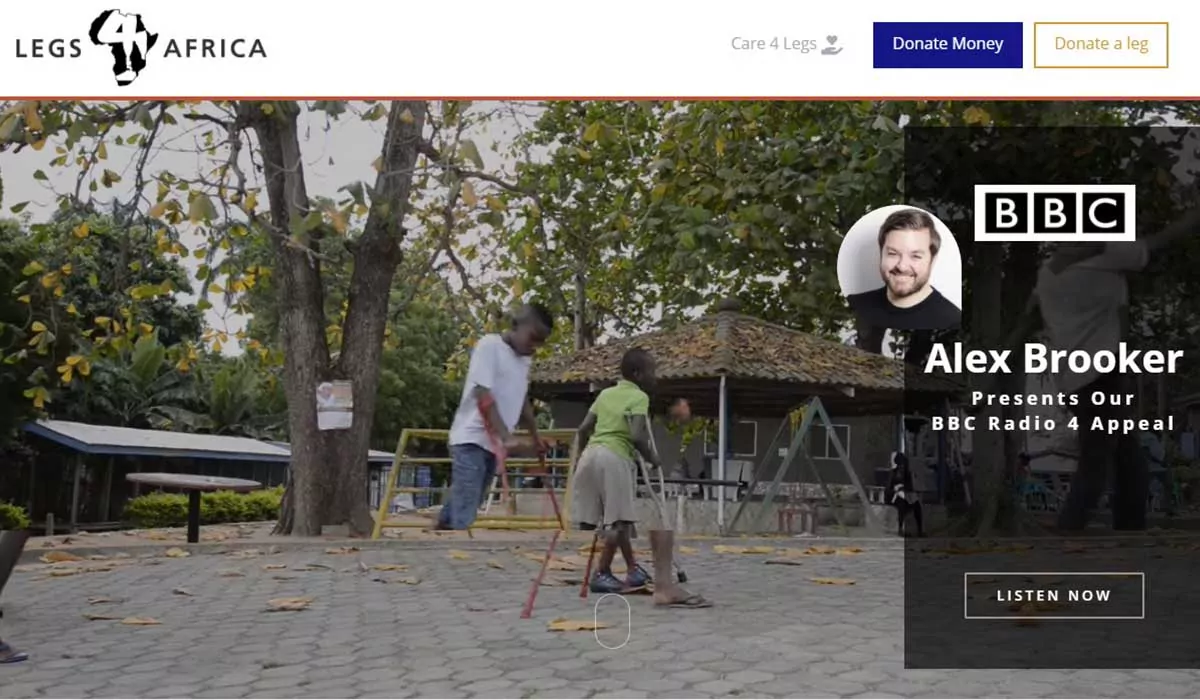 LEGS 4 AFRICA
Care 4 Legs
Donate Money
Donate a leg
BBC
Alex Brooker
Presents Our
BBC Radio 4 Appeal
LISTEN NOW